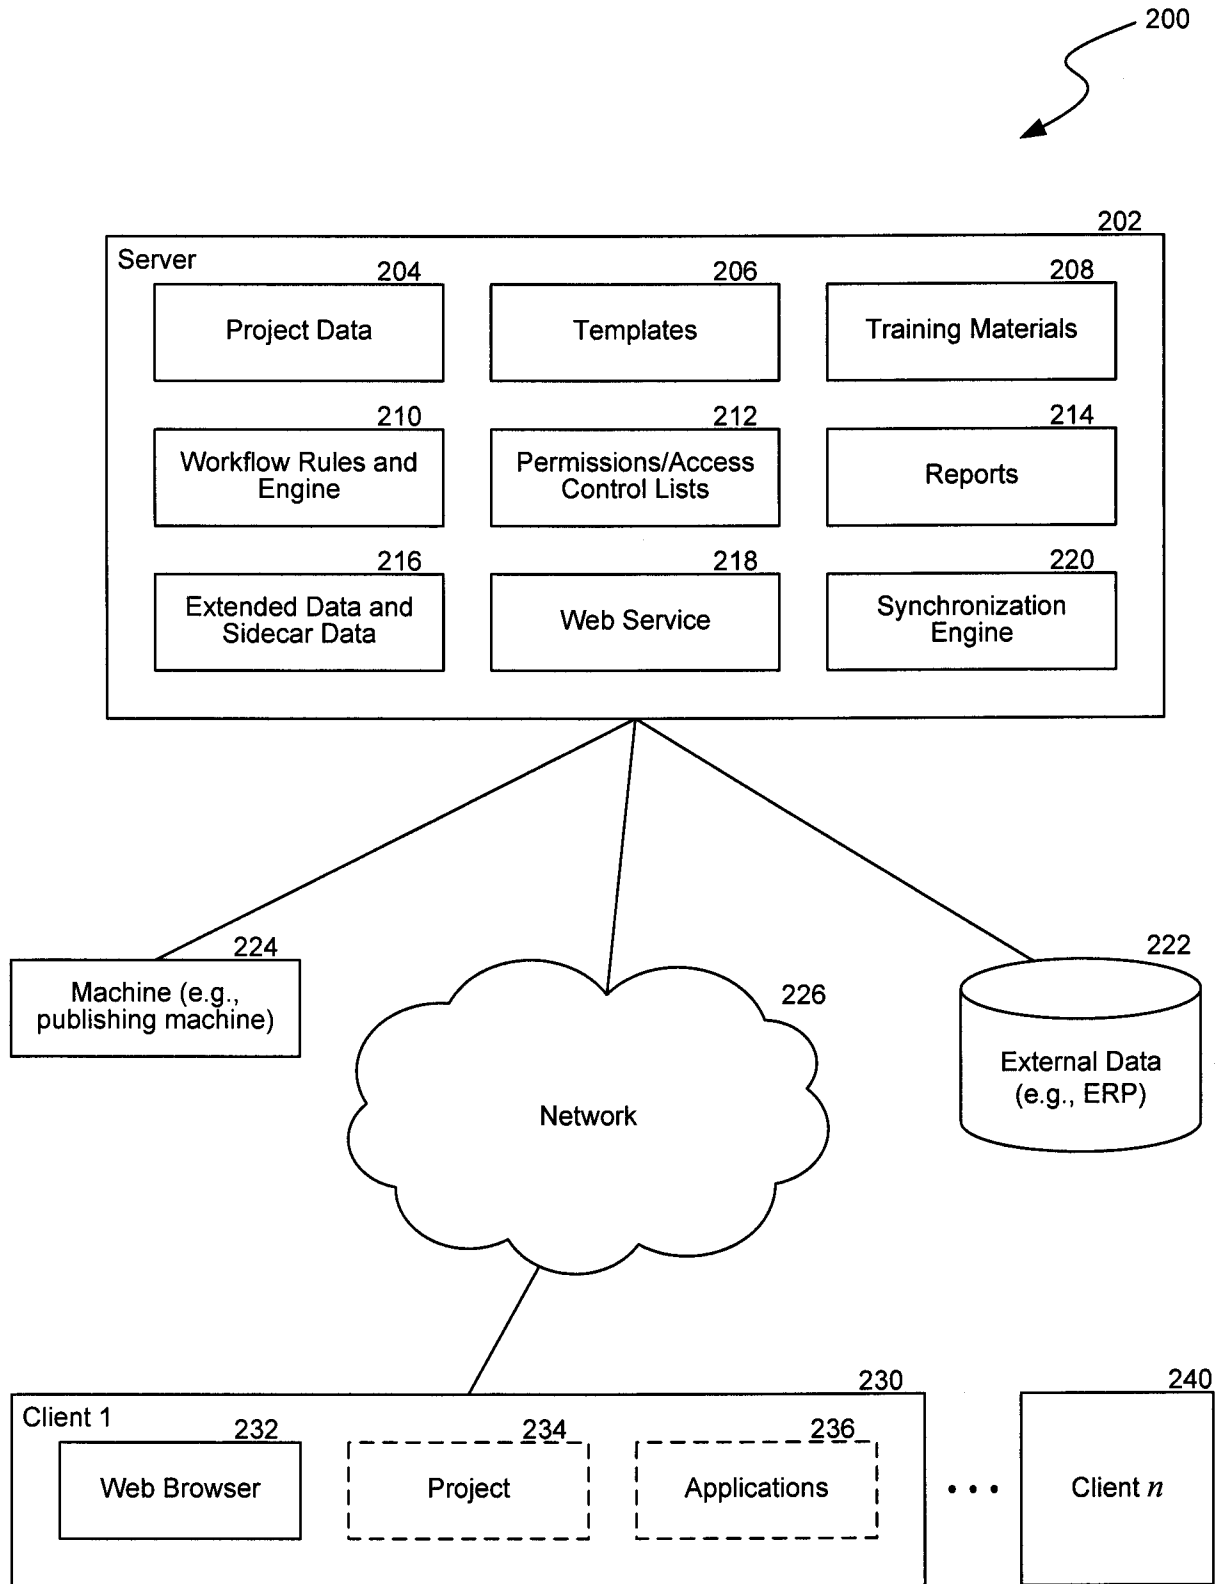 200
202
Server
204
206
208
Project Data
Templates
Training Materials
210
212
214
Workflow Rules and
Engine
Permissions/Access
Control Lists
Reports
216
218
220
Extended Data and
Sidecar Data
Web Service
Synchronization
Engine
224
Machine (e.g.,
publishing machine)
226
Network
222
External Data
(e.g., ERP)
230
Client 1
232
234
236
Web Browser
Project
Applications
• • •
240
Client n